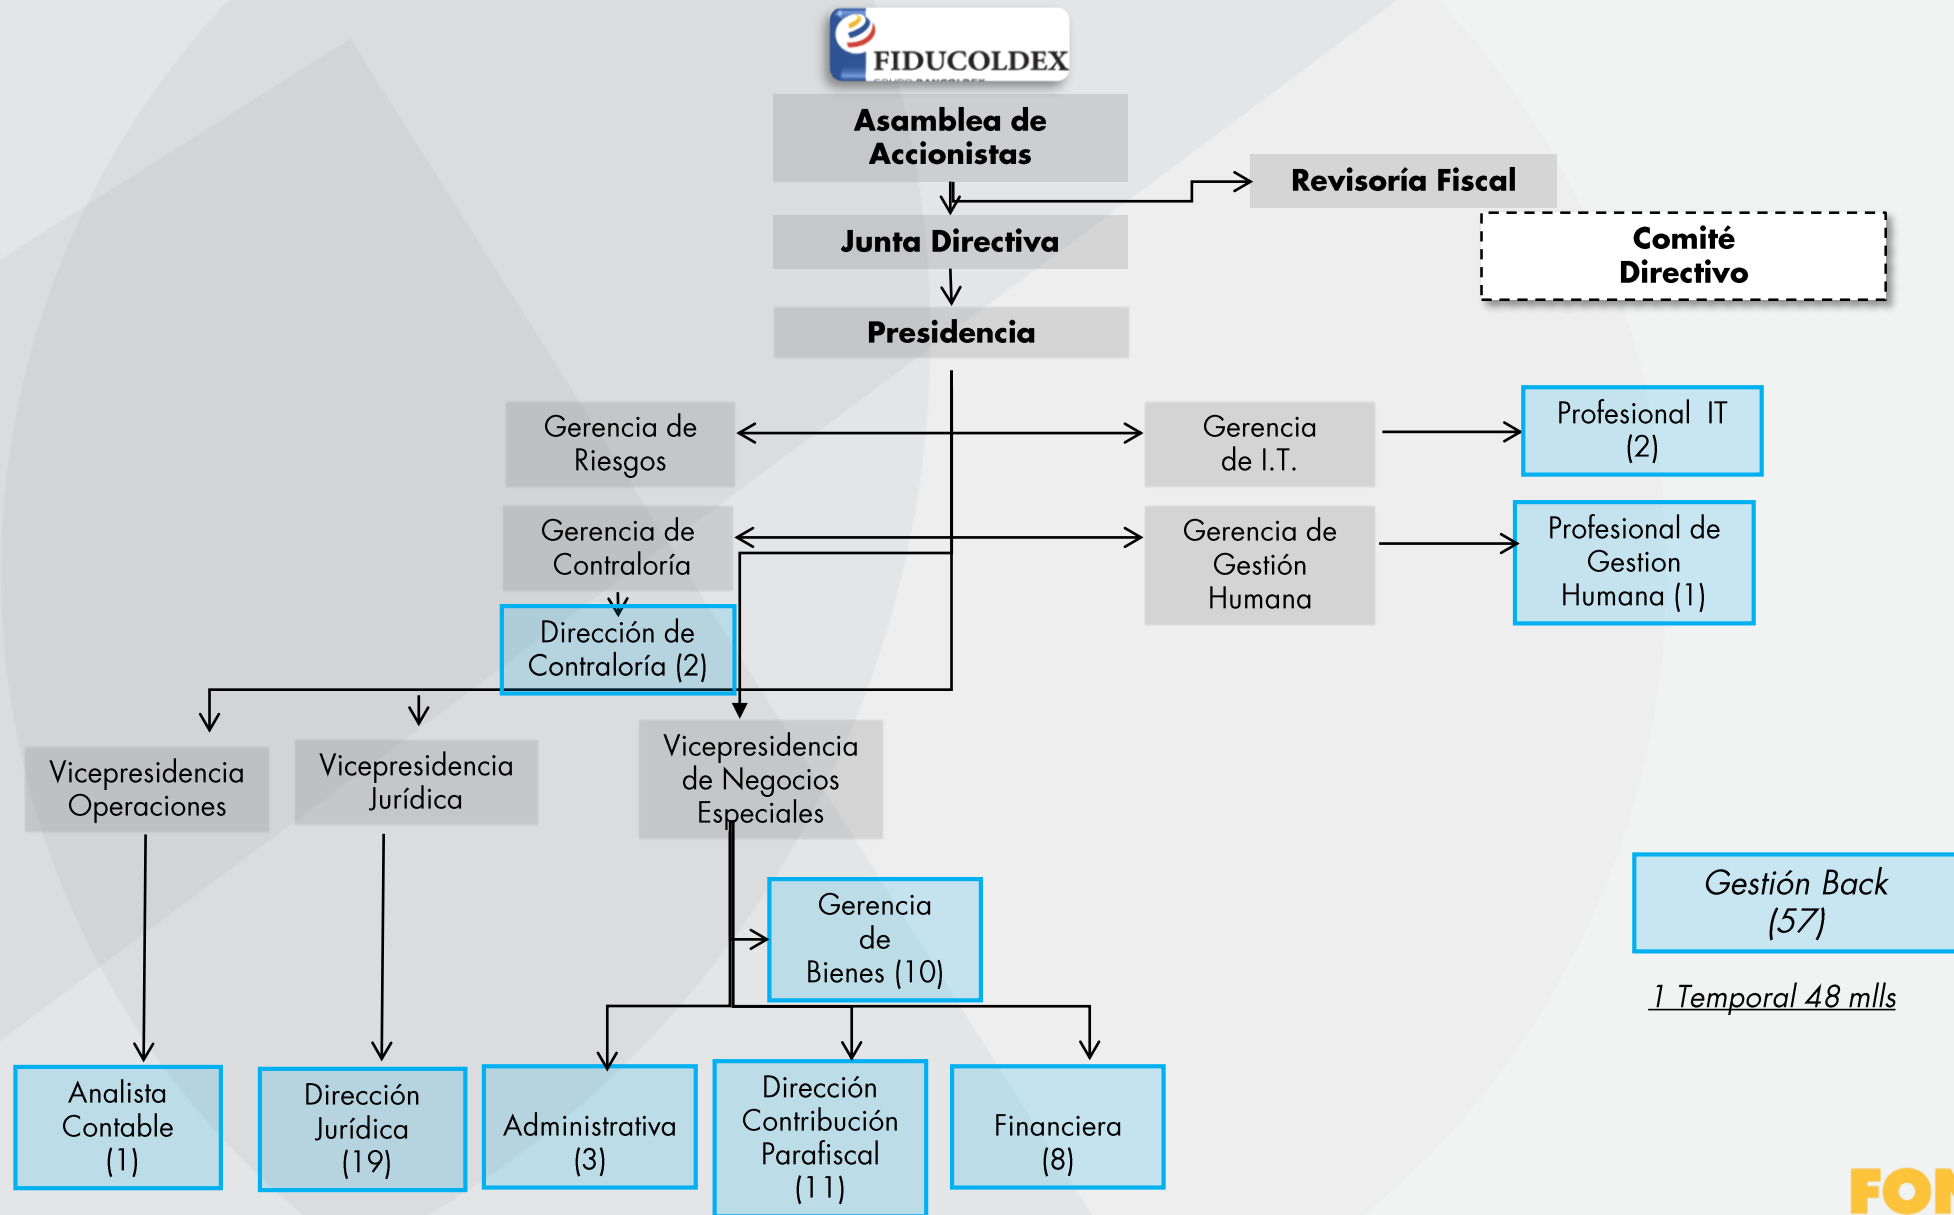 FIDUCOLDEX
GRUPO BANCOLDEX
Asamblea de
Accionistas
Revisoría Fiscal
Junta Directiva
Comité
Directivo
Presidencia
Gerencia de
Riesgos
Gerencia
de I.T.
Profesional IT
(2)
Gerencia de
Contraloría
Gerencia de
Gestión
Humana
Profesional de
Gestion
Humana (1)
Dirección de
Contraloría (2)
Vicepresidencia
Operaciones
Vicepresidencia
Jurídica
Vicepresidencia
de Negocios
Especiales
Gerencia
de
Bienes (10)
Gestión Back
(57)
1 Temporal 48 mlls
Analista
Contable
(1)
Dirección
Jurídica
(19)
Administrativa
(3)
Dirección
Contribución
Parafiscal
(11)
Financiera
(8)